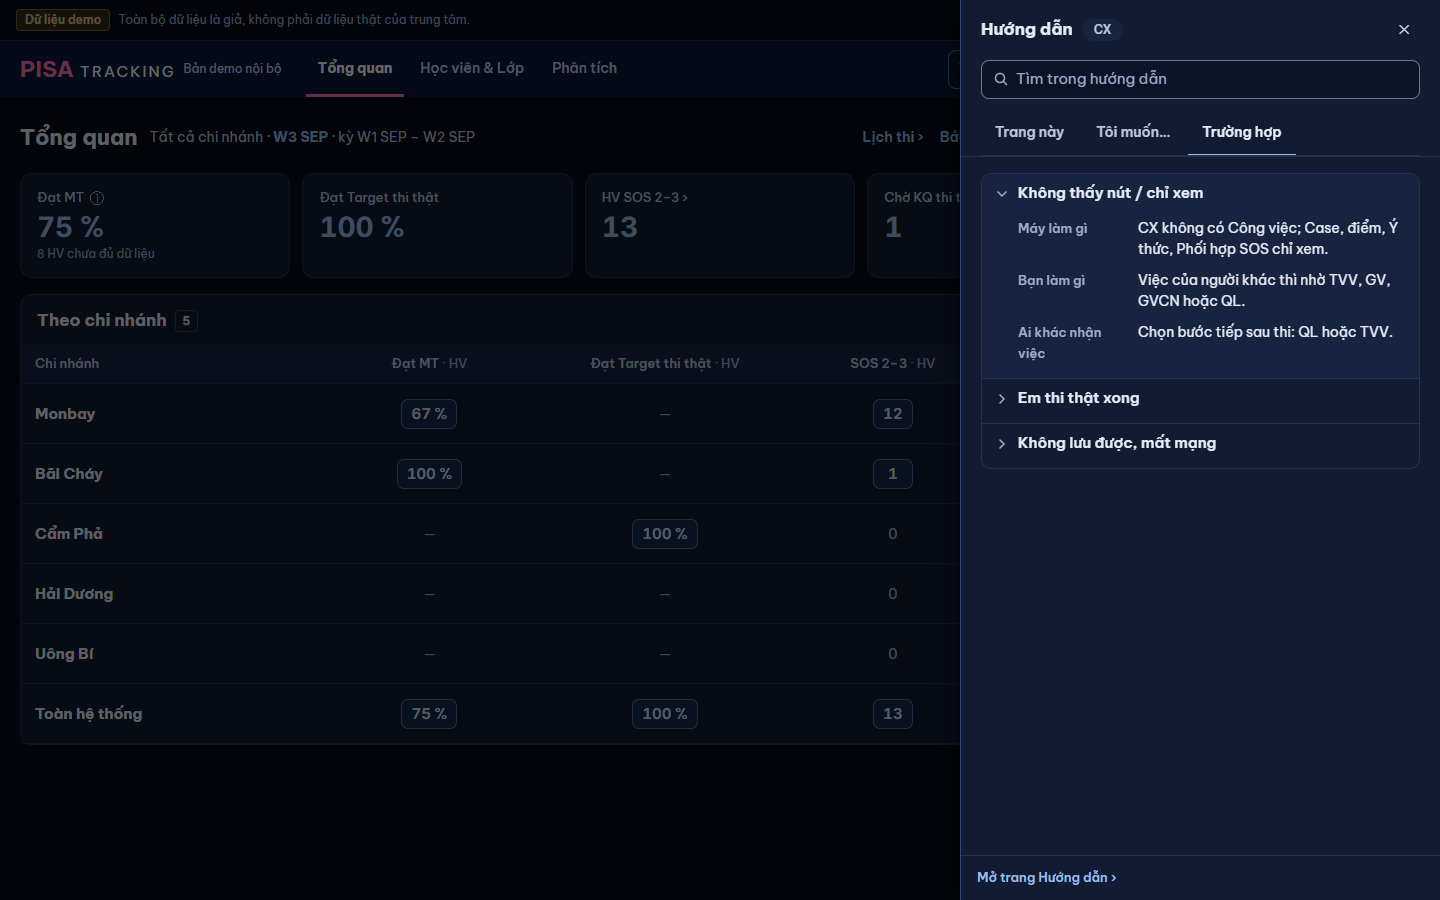 Dữ liệu demo Toàn bộ dữ liệu là giả, không phải dữ liệu thật của trung tâm.
PISA TRACKING Bản demo nội bộ Tổng quan Học viên & Lớp Phân tích
Tổng quan Tất cả chi nhánh · W3 SEP · kỳ W1 SEP – W2 SEP Lịch thi ›
Đạt MT
75 %
8 HV chưa đủ dữ liệu
Đạt Target thi thật
100 %
HV SOS 2–3 ›
13
Chờ KQ thi
1
Theo chi nhánh 5
Chi nhánh Đạt MT · HV Đạt Target thi thật · HV SOS 2–3 · HV
Monbay 67 % — 12
Bãi Cháy 100 % — 1
Cẩm Phả — 100 % 0
Hải Dương — — 0
Uông Bí — — 0
Toàn hệ thống 75 % 100 % 13
Hướng dẫn CX
Tìm trong hướng dẫn
Trang này Tôi muốn... Trường hợp
Không thấy nút / chỉ xem
Máy làm gì CX không có Công việc; Case, điểm, Ý
thức, Phối hợp SOS chỉ xem.
Bạn làm gì Việc của người khác thì nhờ TVV, GV,
GVCN hoặc QL.
Ai khác nhận Chọn bước tiếp sau thi: QL hoặc TVV.
việc
Em thi thật xong
Không lưu được, mất mạng
Mở trang Hướng dẫn ›